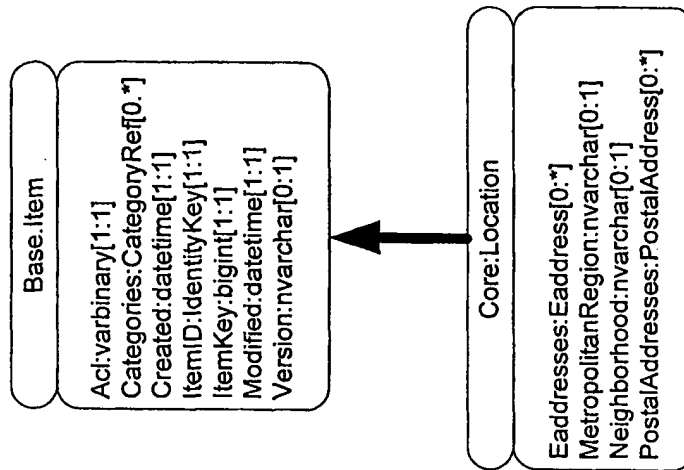 Base.Item
Acl:varbinary[1:1]
Categories:CategoryRef[0.*]
Created:datetime[1:1]
ItemID:IdentityKey[1:1]
ItemKey:bigint[1:1]
Modified:datetime[1:1]
Version:nvarchar[0:1]
Core:Location
Eaddresses:Eaddress[0:*]
MetropolitanRegion:nvarchar[0:1]
Neighborhood:nvarchar[0:1]
PostalAddresses:PostalAddress[0:*]